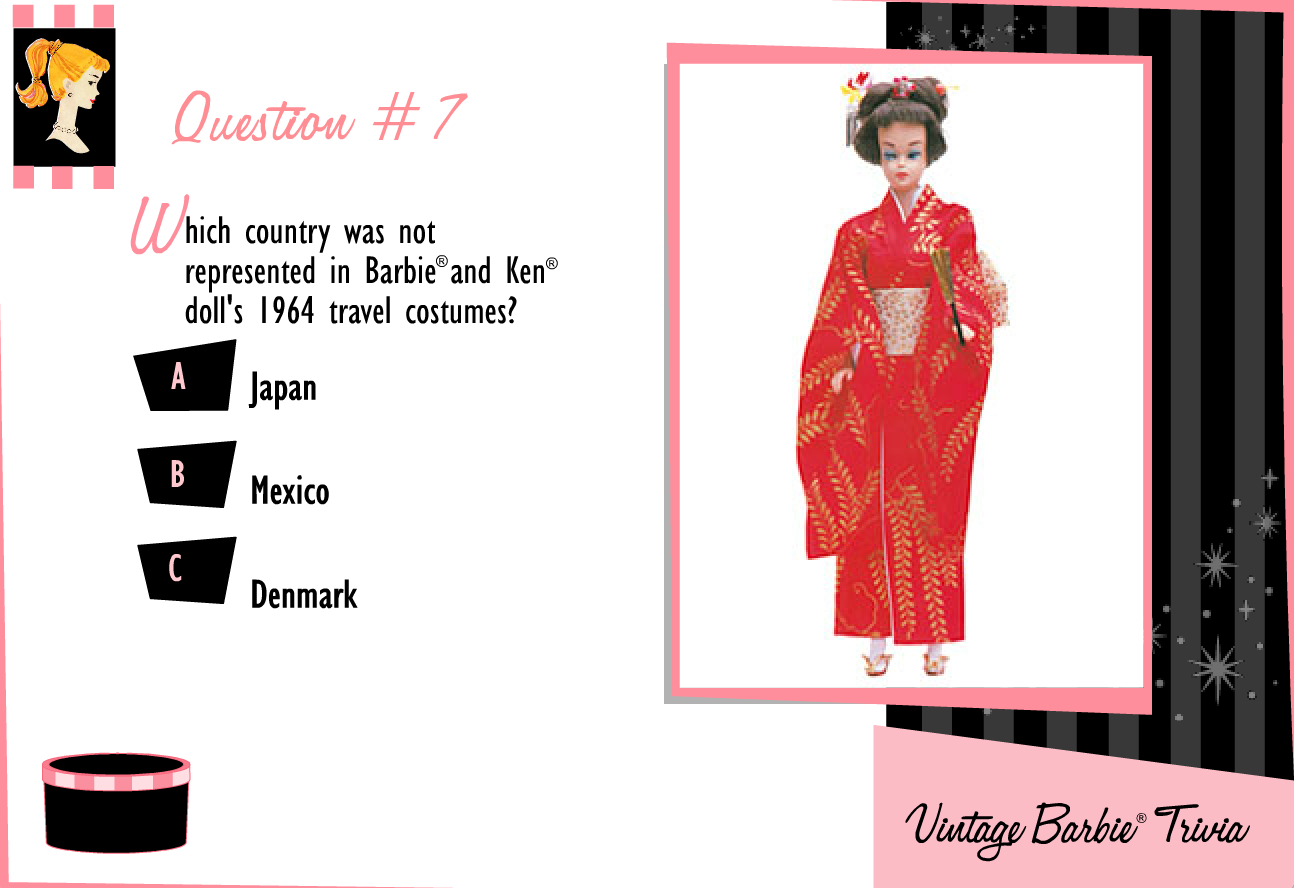 Question # 7
Which country was not
represented in Barbie® and Ken®
doll's 1964 travel costumes?
A Japan
B Mexico
C Denmark
Vintage Barbie® Trivia